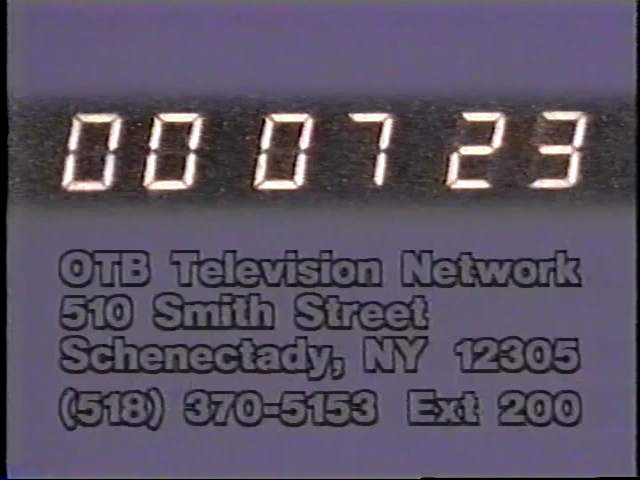 00 07 23
OTB Television Network
510 Smith Street
Schenectady, NY 12305
(518) 370-5153 Ext 200